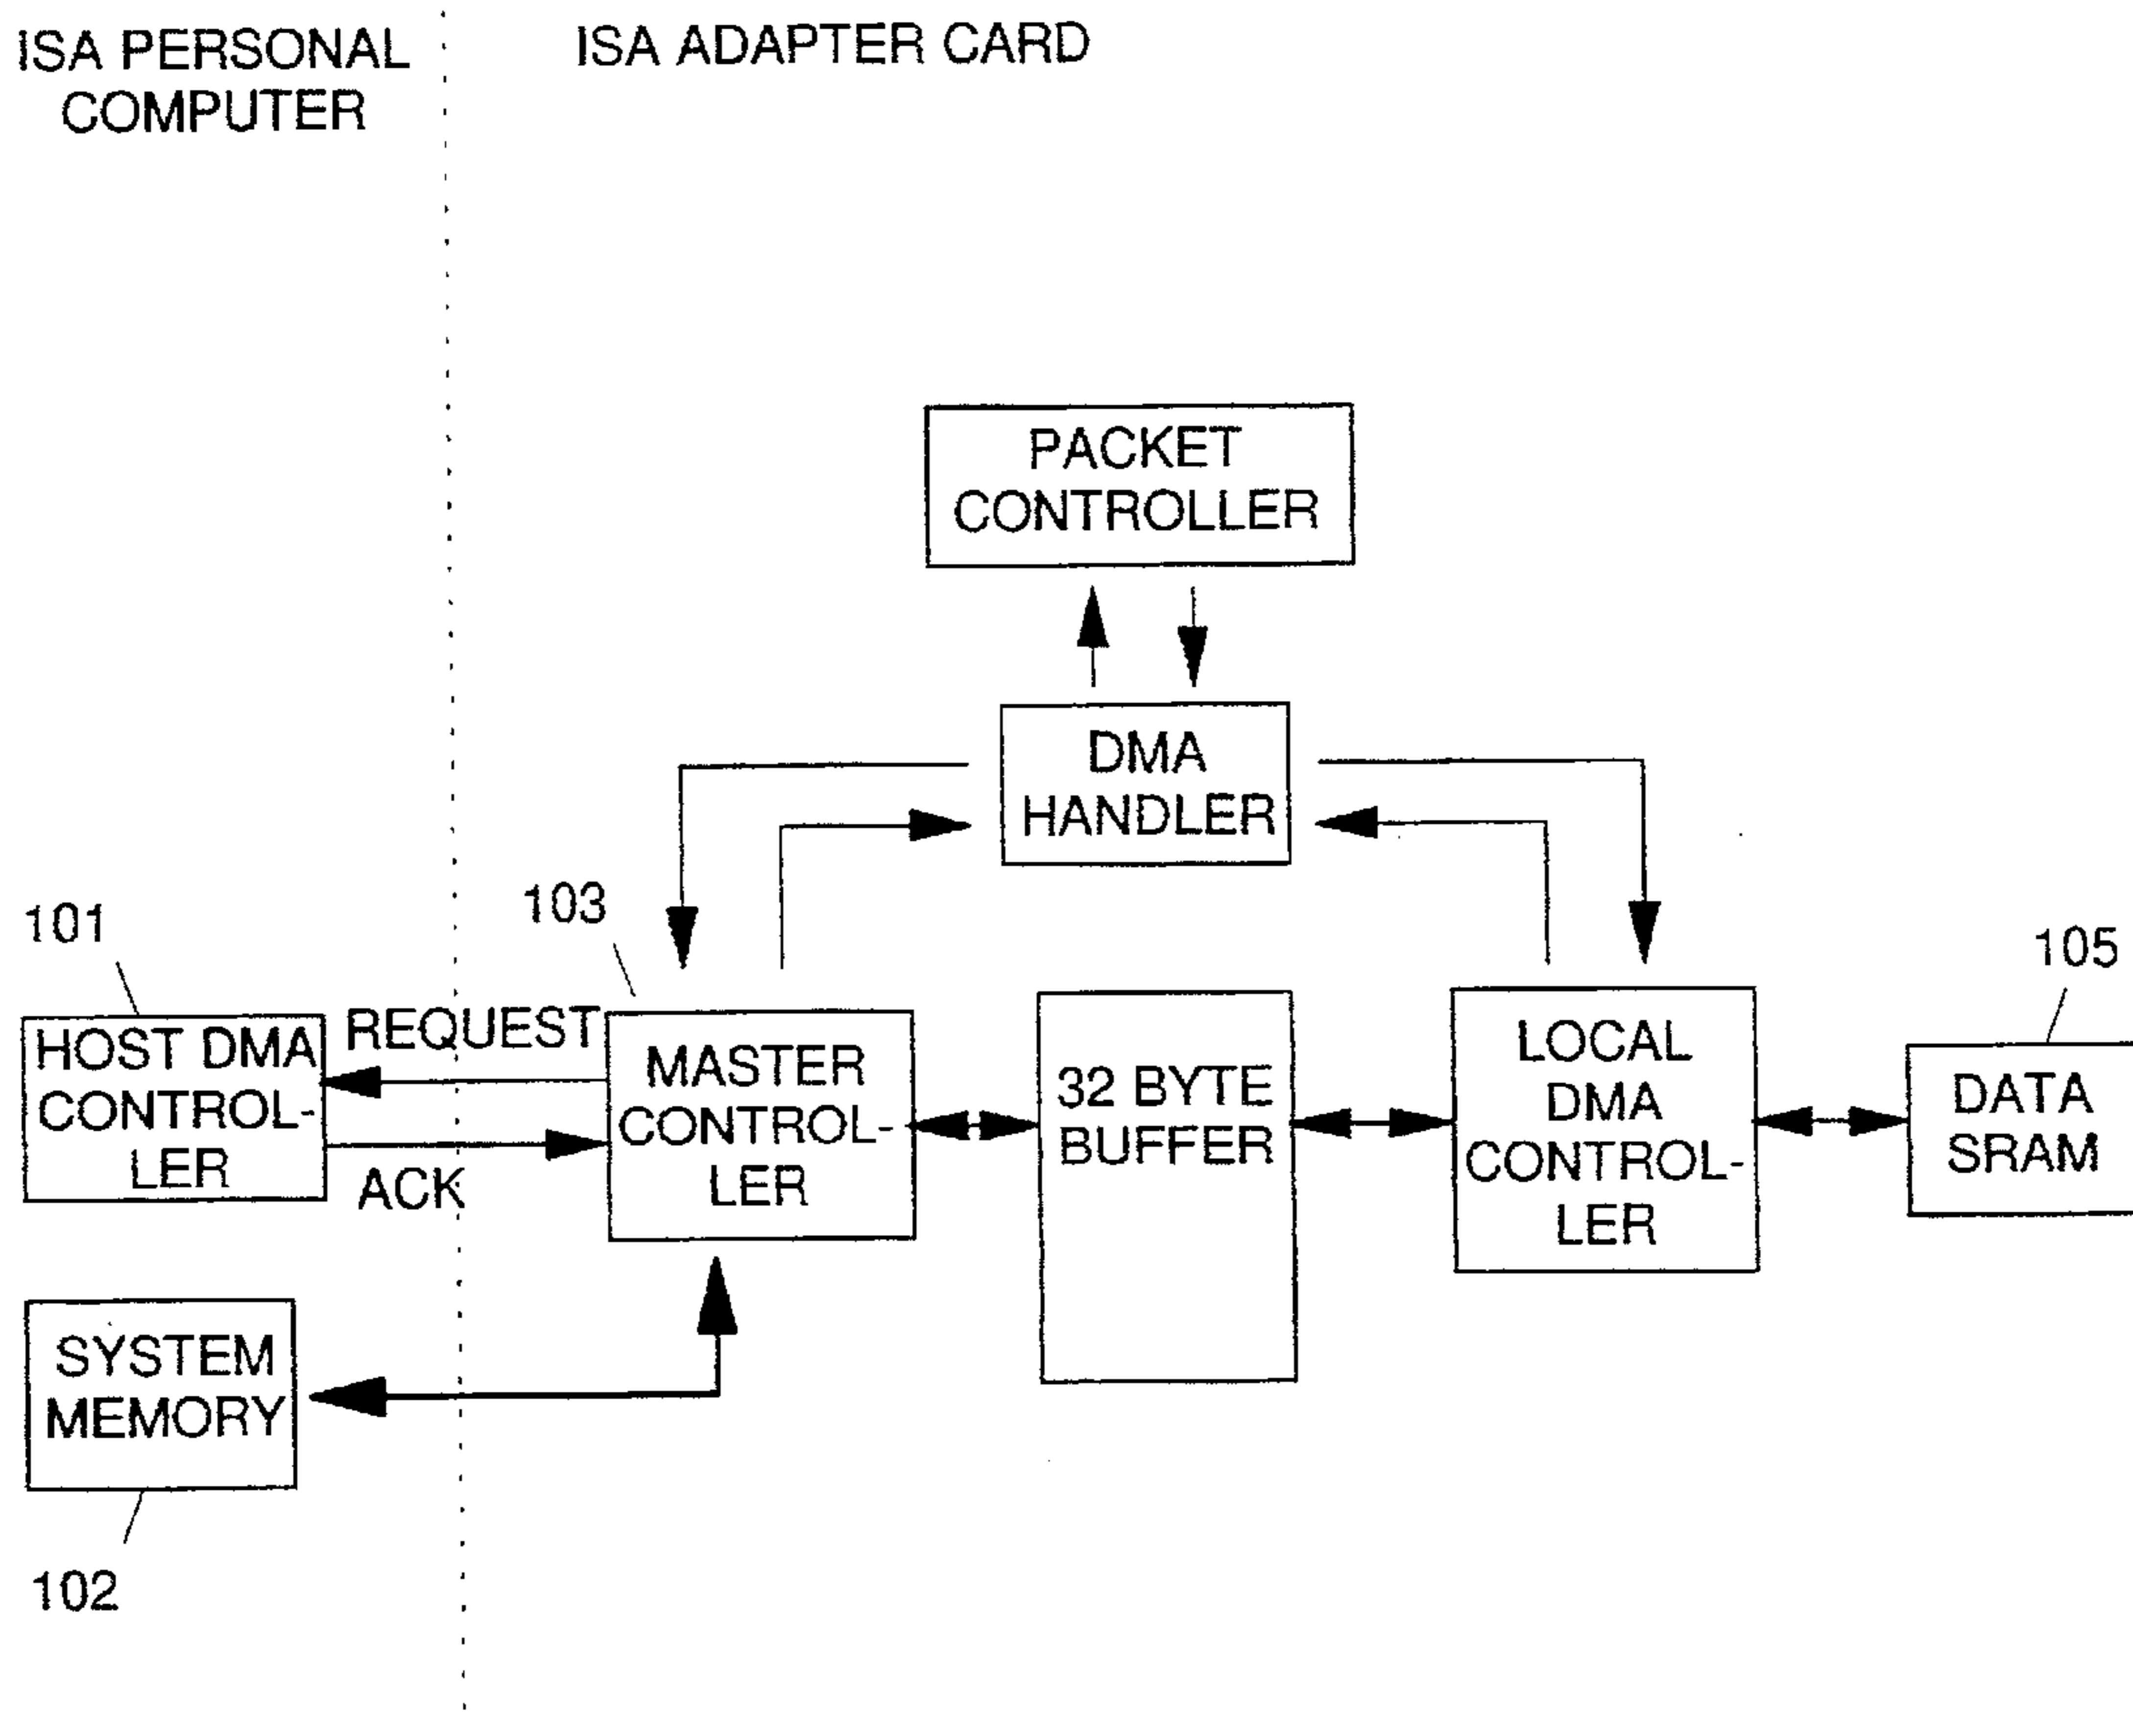 ISA PERSONAL
COMPUTER
ISA ADAPTER CARD
PACKET
CONTROLLER
DMA
HANDLER
101
103
105
HOST DMA
CONTROL-
LER
REQUEST
ACK
MASTER
CONTROL-
LER
32 BYTE
BUFFER
LOCAL
DMA
CONTROL-
LER
DATA
SRAM
SYSTEM
MEMORY
102